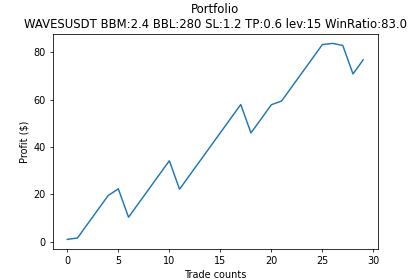 Portfolio
WAVESUSDT BBM:2.4 BBL:280 SL:1.2 TP:0.6 lev:15 WinRatio:83.0
Profit ($)
80
60
40
20
0
0 5 10 15 20 25 30
Trade counts